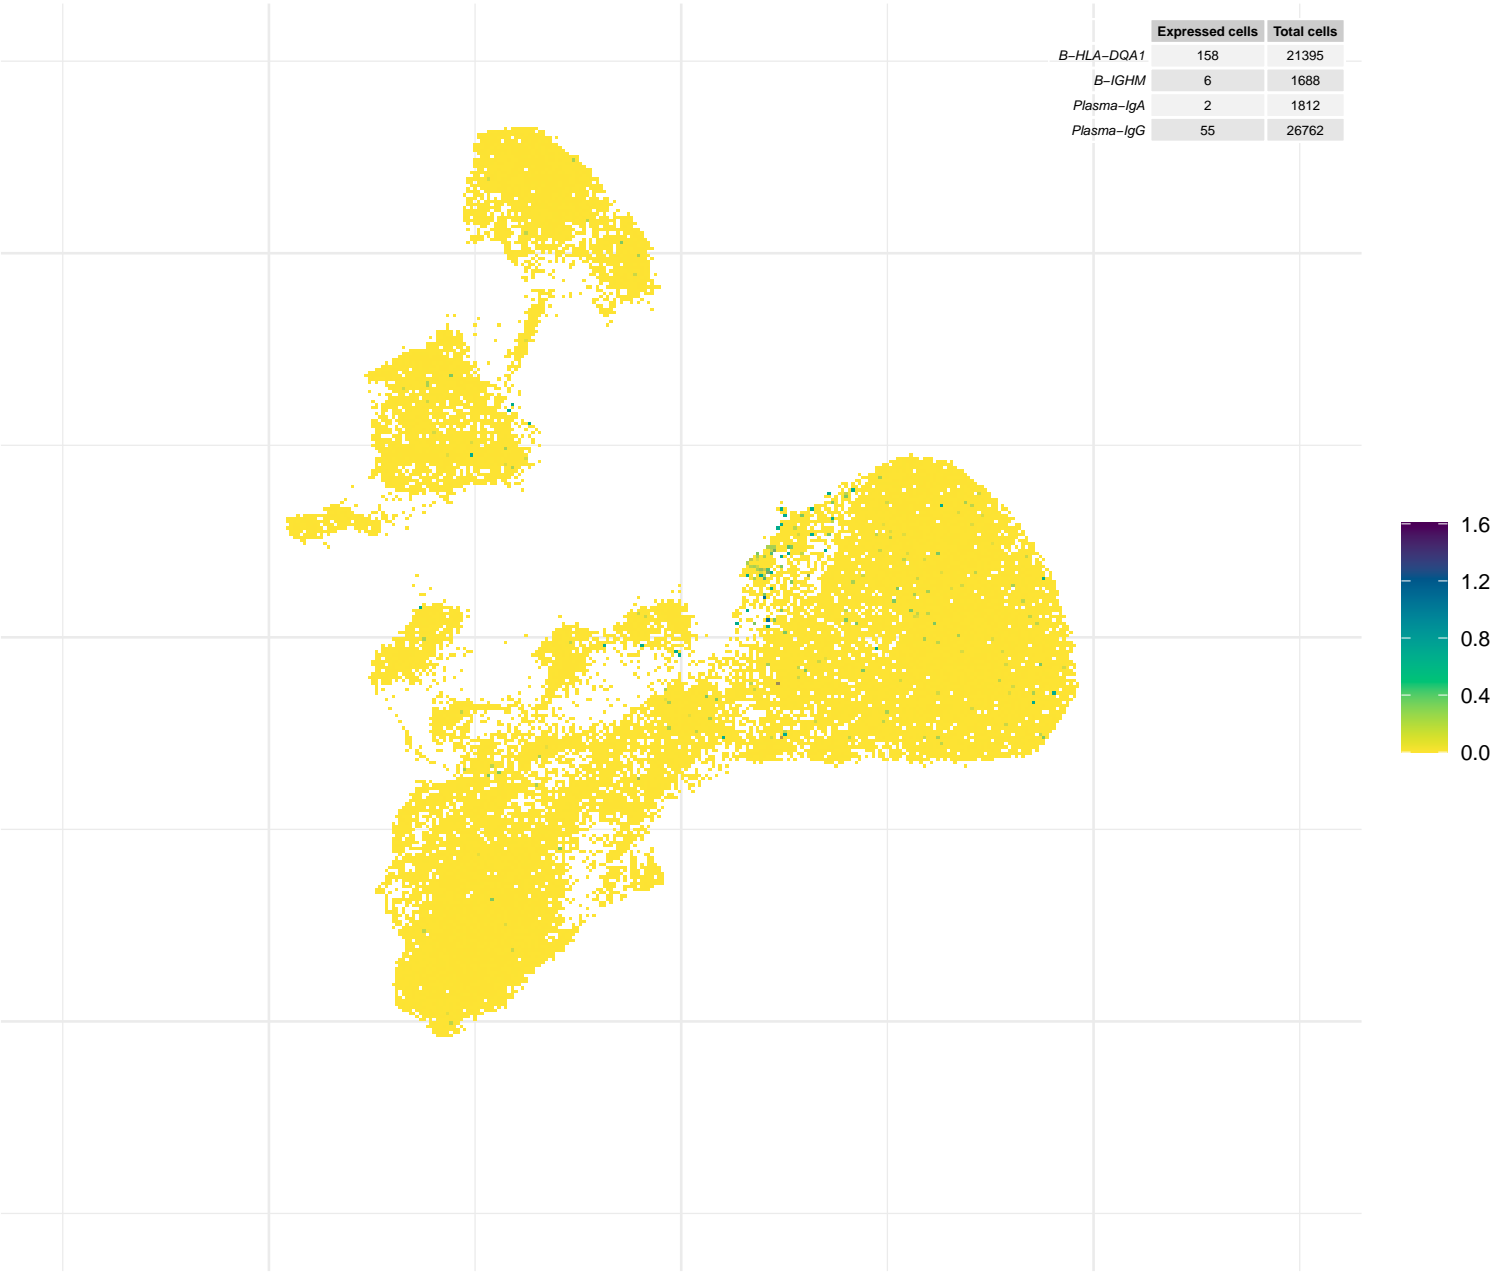 Expressed cells Total cells
B−HLA−DQA1 158 21395
B−IGHM 6 1688
Plasma−IgA 2 1812
Plasma−IgG 55 26762
1.6
1.2
0.8
0.4
0.0